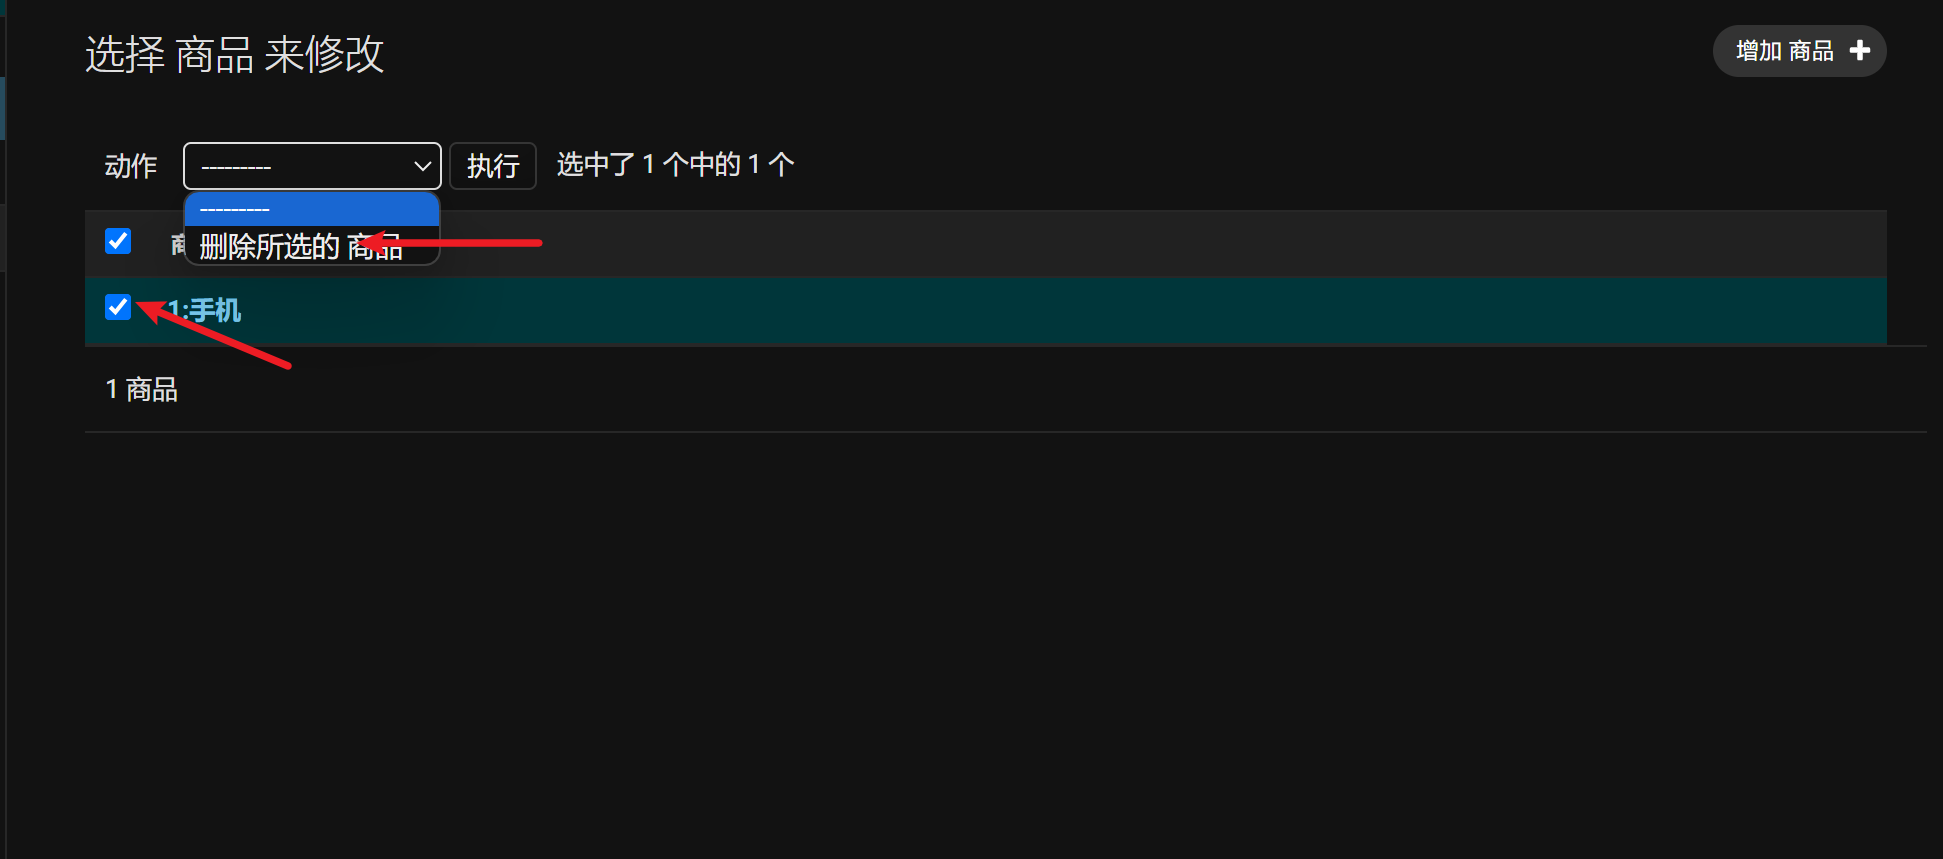 选择 商品 来修改
增加 商品
动作
---------
执行
选中了 1 个中的 1 个
---------
删除所选的 商品
1:手机
1 商品